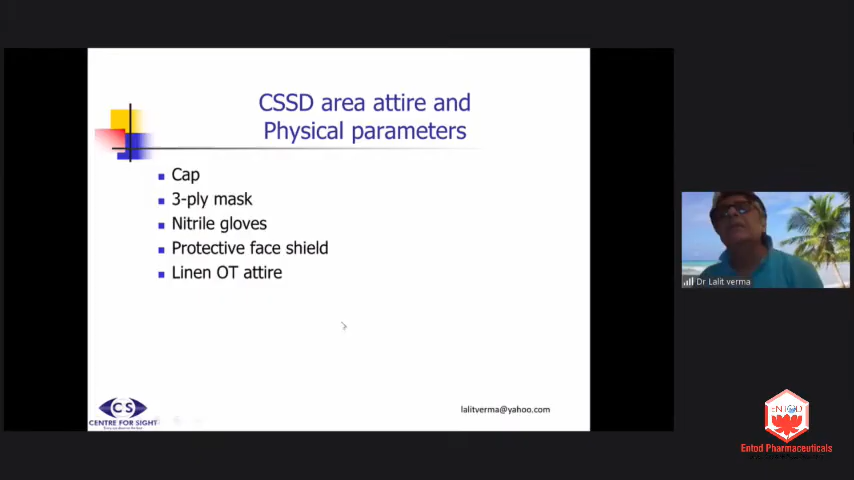 CSSD area attire and
Physical parameters
Cap
3-ply mask
Nitrile gloves
Protective face shield
Linen OT attire
Dr Lalit verma
CS
CENTRE FOR SIGHT
lalitverma@yahoo.com
ENTOD
Entod Pharmaceuticals